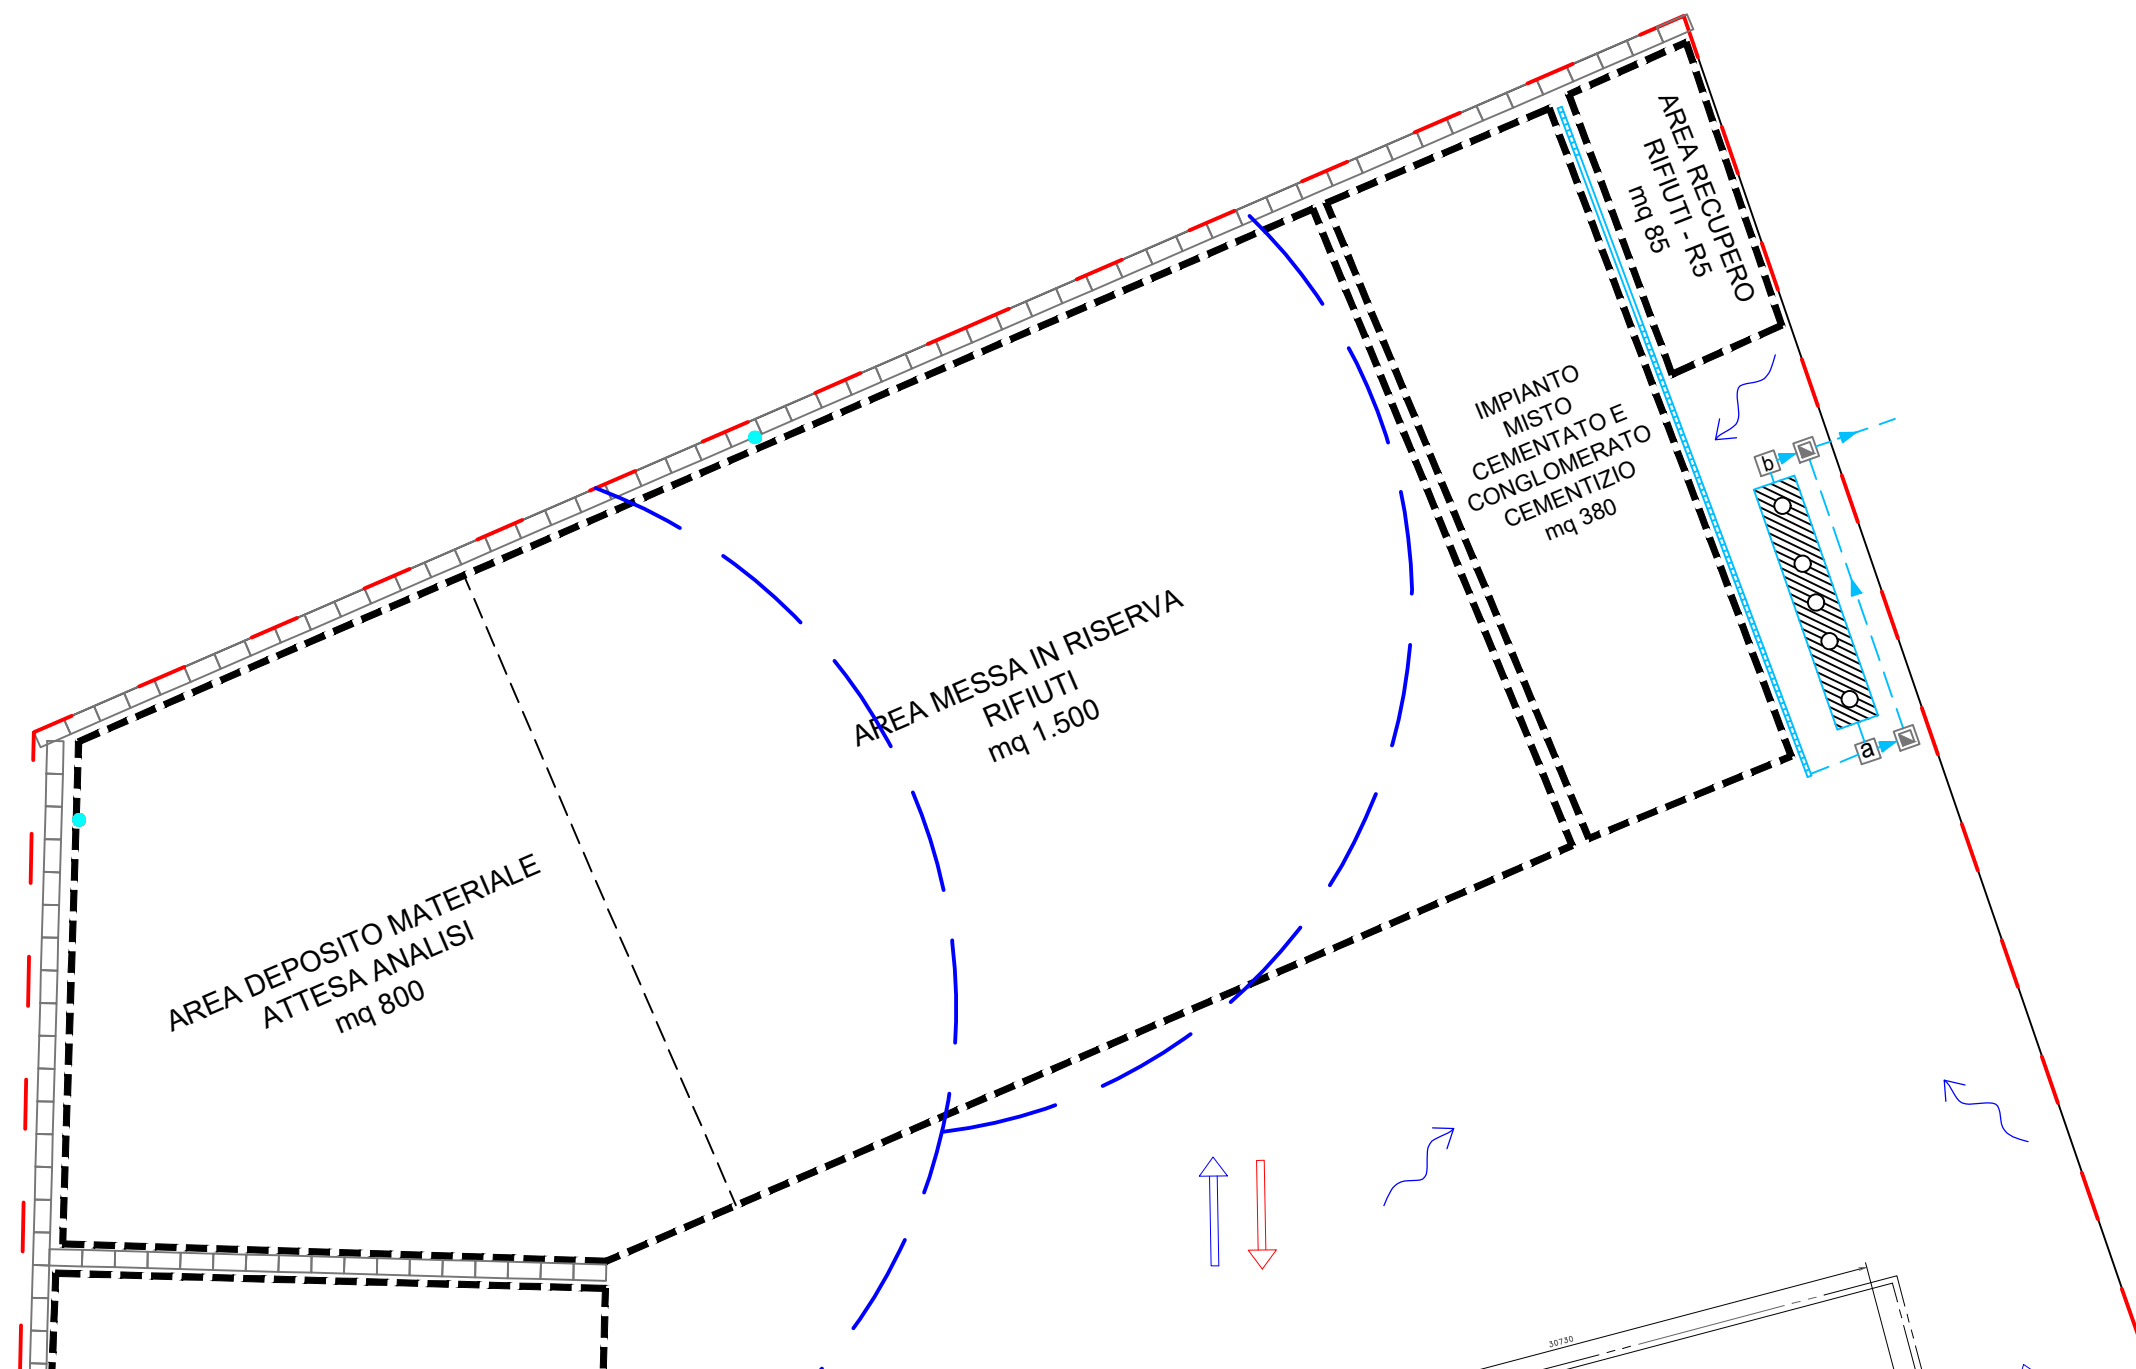 AREA RECUPERO
RIFIUTI - R5
mq 85
IMPIANTO
MISTO
CEMENTATO E
CONGLOMERATO
CEMENTIZIO
mq 380
b
a
AREA MESSA IN RISERVA
RIFIUTI
mq 1.500
AREA DEPOSITO MATERIALE
ATTESA ANALISI
mq 800
30730